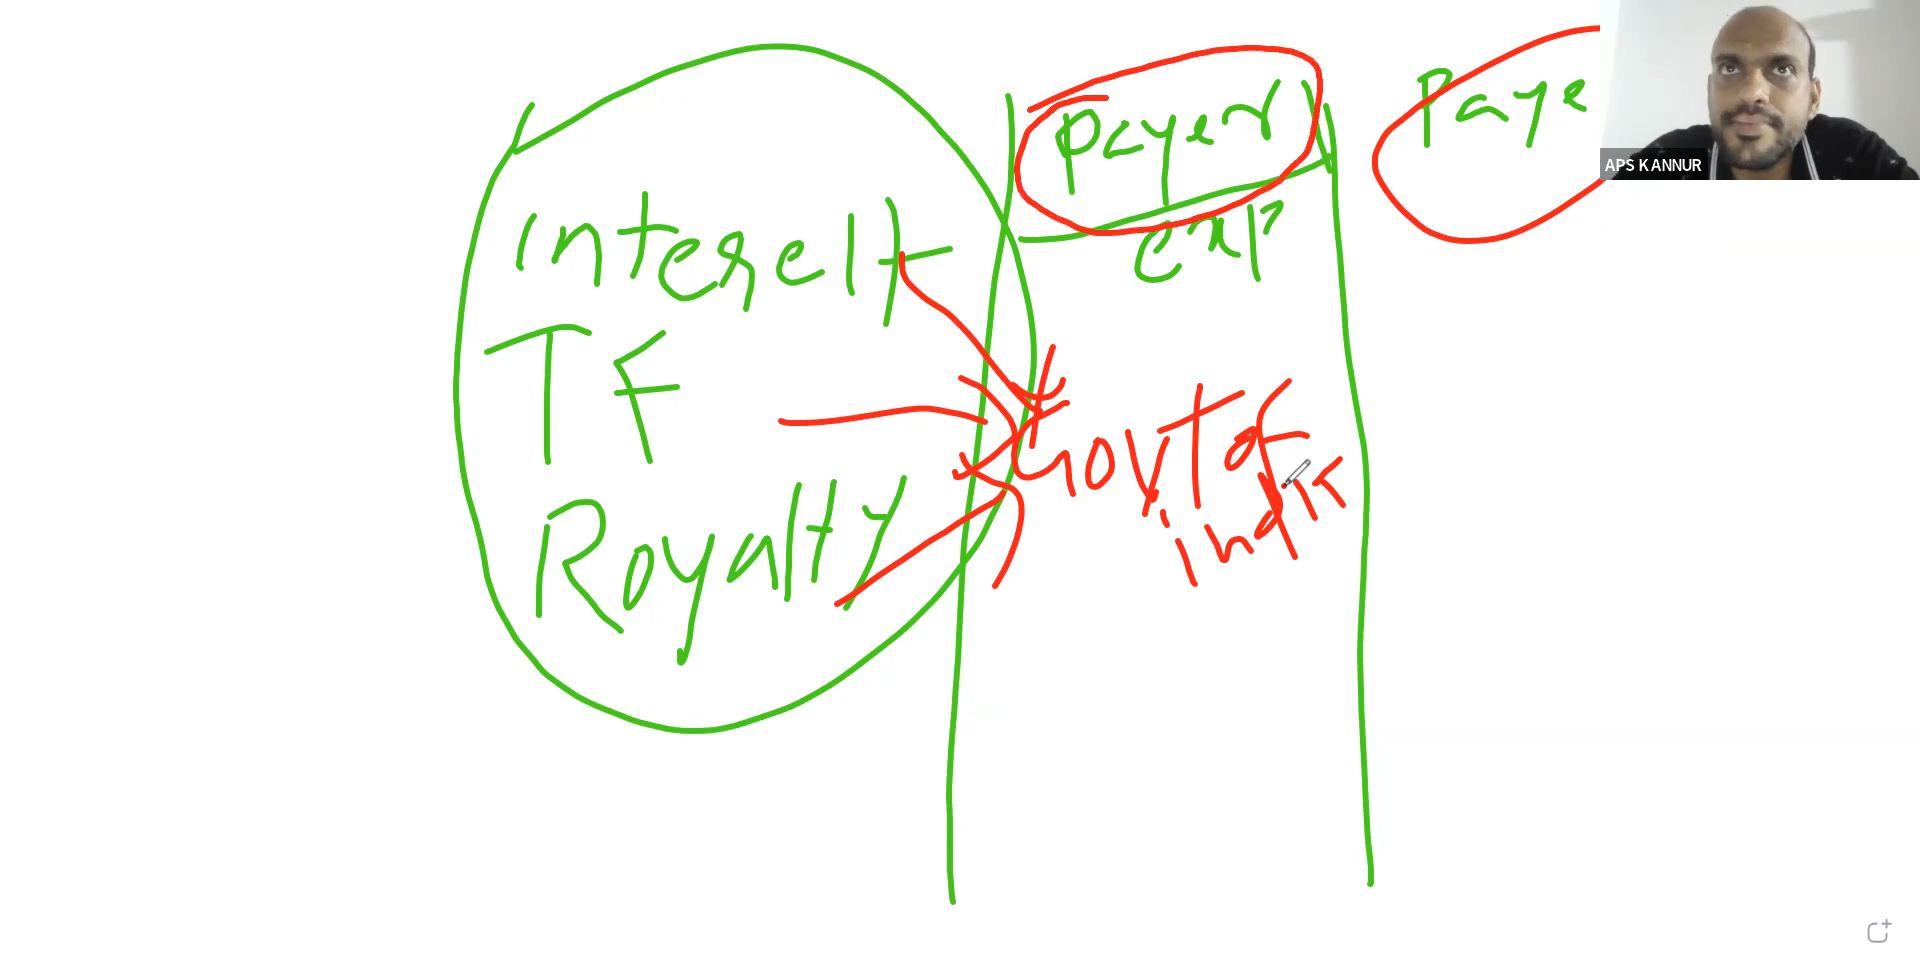 Payer Paye
APS KANNUR
Interest
exp
TF
Govt of
india
Royalty